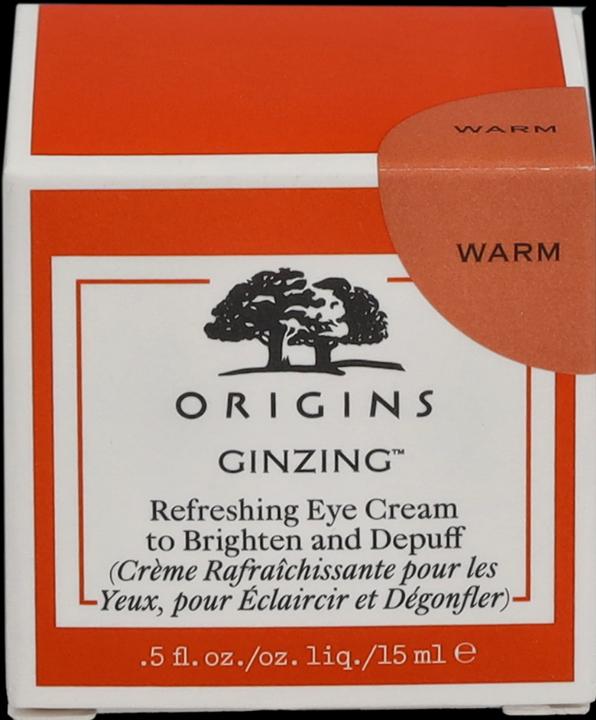 WARM
WARM
ORIGINS
GINZING™
Refreshing Eye Cream
to Brighten and Depuff
(Crème Rafraîchissante pour les
Yeux, pour Éclaircir et Dégonfler)
.5 fl. oz./oz. liq./15 ml ℮